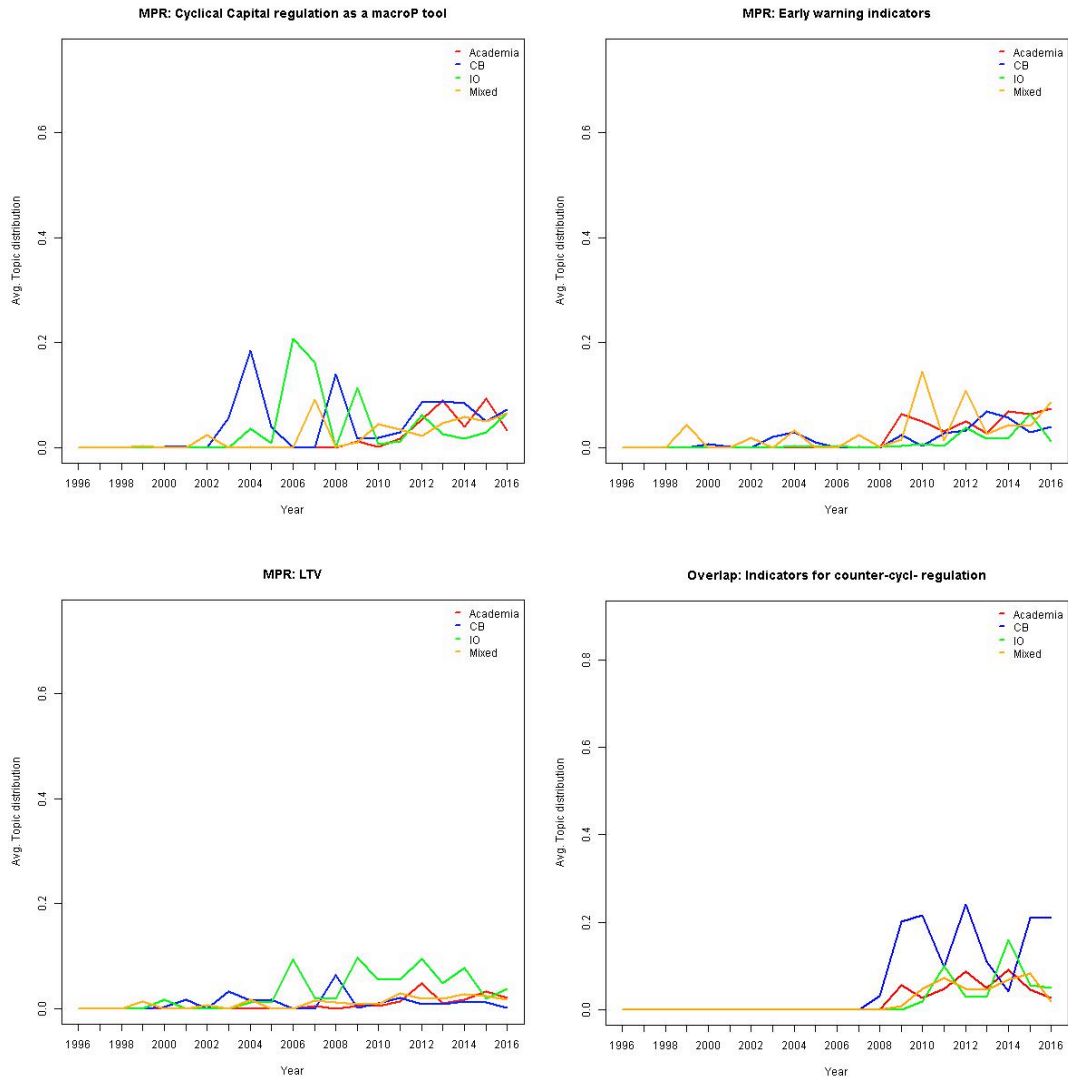 MPR: Cyclical Capital regulation as a macroP tool
Academia
CB
IO
Mixed
Avg. Topic distribution
0.6
0.4
0.2
0.0
1996 1998 2000 2002 2004 2006 2008 2010 2012 2014 2016
Year
MPR: Early warning indicators
Academia
CB
IO
Mixed
Avg. Topic distribution
0.6
0.4
0.2
0.0
1996 1998 2000 2002 2004 2006 2008 2010 2012 2014 2016
Year
MPR: LTV
Academia
CB
IO
Mixed
Avg. Topic distribution
0.6
0.4
0.2
0.0
1996 1998 2000 2002 2004 2006 2008 2010 2012 2014 2016
Year
Overlap: Indicators for counter-cycl- regulation
Academia
CB
IO
Mixed
Avg. Topic distribution
0.8
0.6
0.4
0.2
0.0
1996 1998 2000 2002 2004 2006 2008 2010 2012 2014 2016
Year